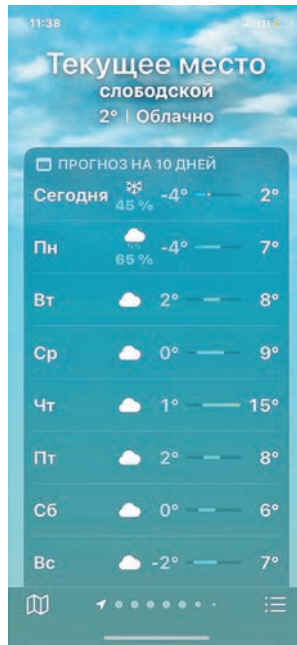 11:38
Текущее место
слободской
2° | Облачно
ПРОГНОЗ НА 10 ДНЕЙ
Сегодня 45 % -4° 2°
Пн 65 % -4° 7°
Вт 2° 8°
Ср 0° 9°
Чт 1° 15°
Пт 2° 8°
Сб 0° 6°
Вс -2° 7°